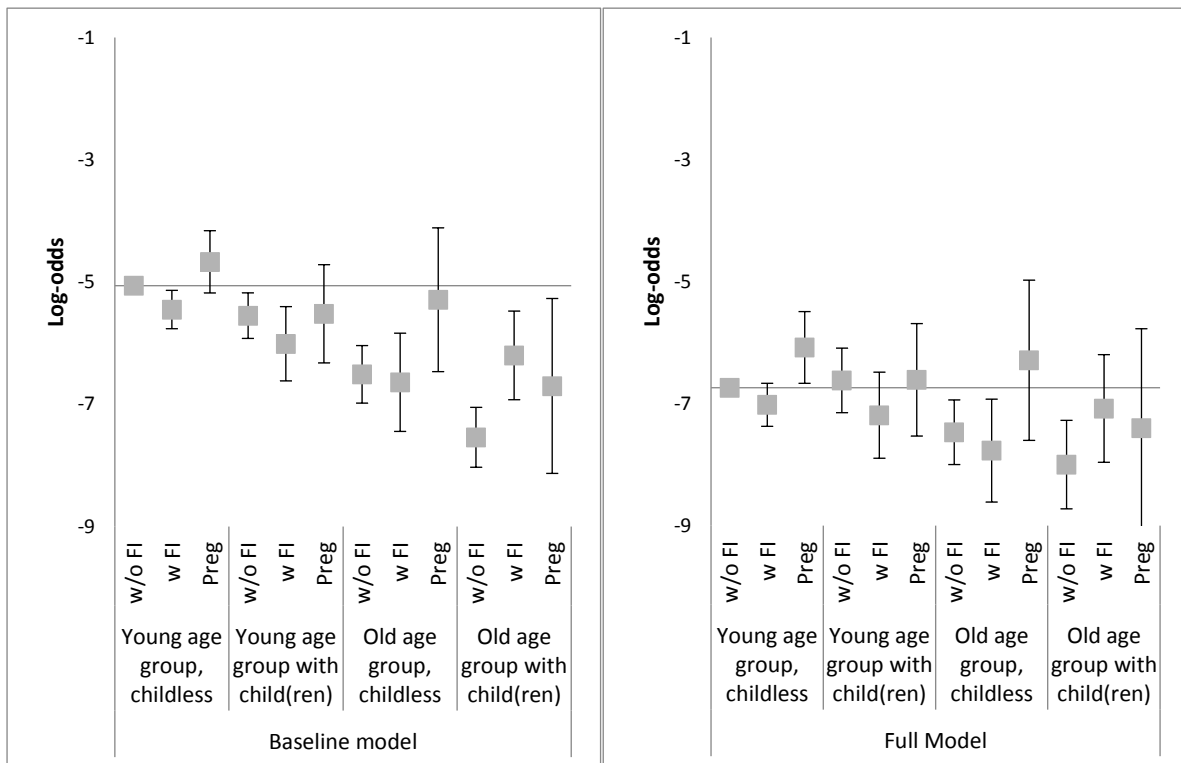 -1
-3
-5
-7
-9
Log-odds
w/o FI
w FI
Preg
w/o FI
w FI
Preg
w/o FI
w FI
Preg
w/o FI
w FI
Preg
Young age
group,
childless
Young age
group with
child(ren)
Old age
group,
childless
Old age
group with
child(ren)
Baseline model
-1
-3
-5
-7
-9
Log-odds
w/o FI
w FI
Preg
w/o FI
w FI
Preg
w/o FI
w FI
Preg
w/o FI
w FI
Preg
Young age
group,
childless
Young age
group with
child(ren)
Old age
group,
childless
Old age
group with
child(ren)
Full Model